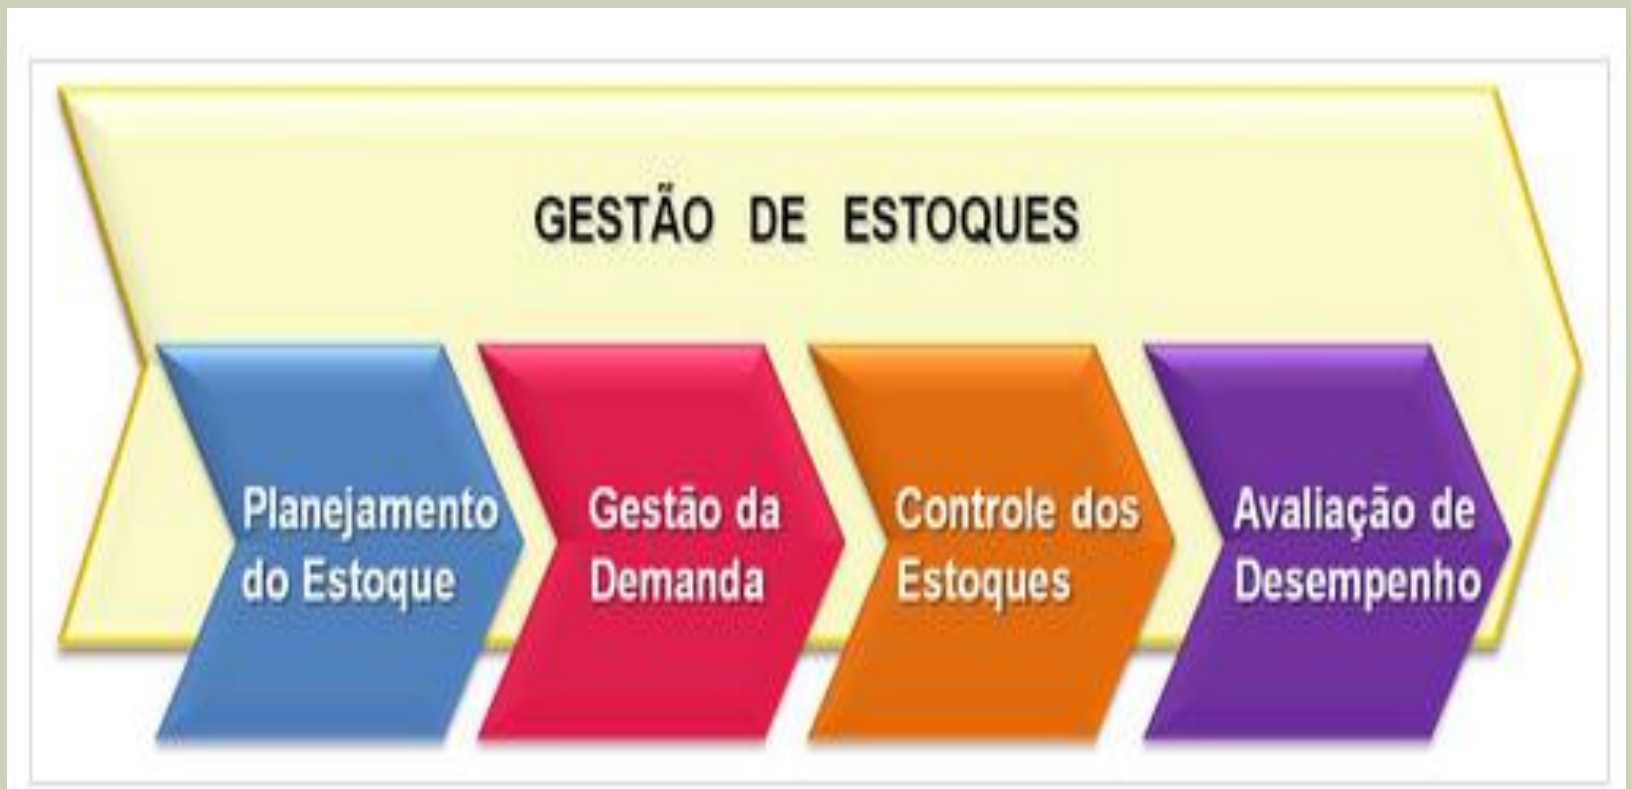 GESTÃO DE ESTOQUES
Planejamento
do Estoque
Gestão da
Demanda
Controle dos
Estoques
Avaliação de
Desempenho